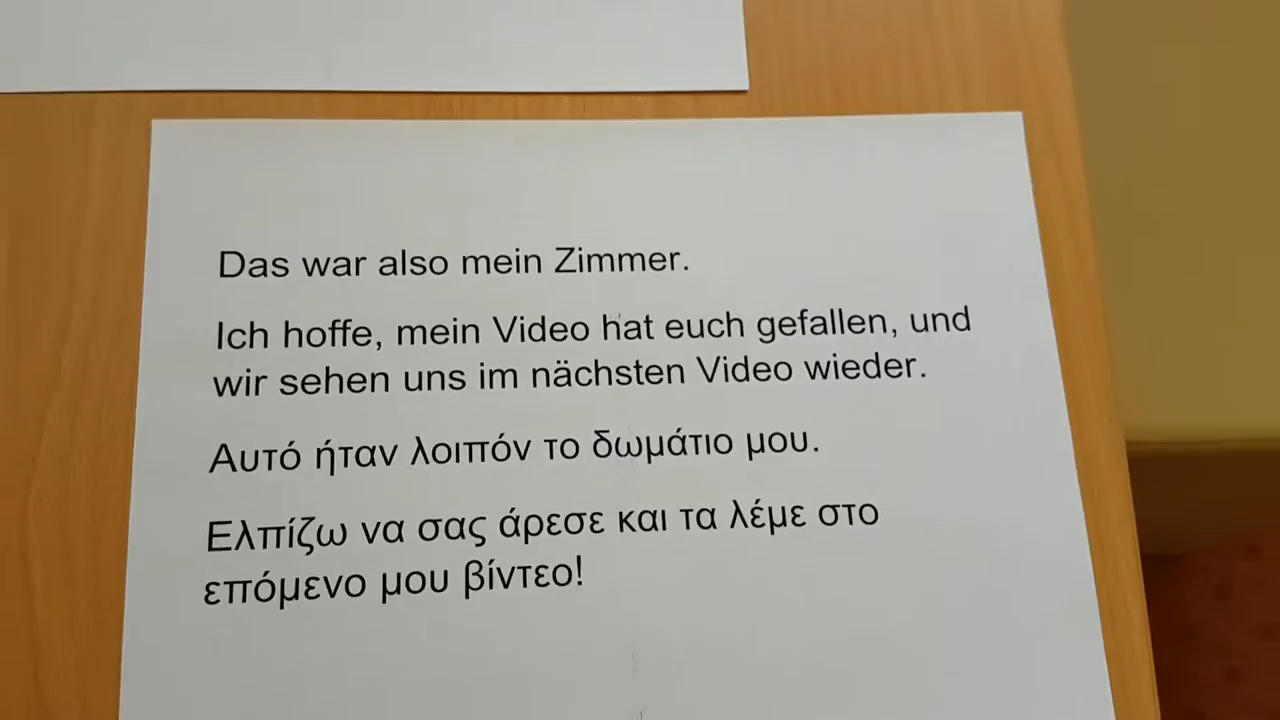 Das war also mein Zimmer.
Ich hoffe, mein Video hat euch gefallen, und
wir sehen uns im nächsten Video wieder.
Αυτό ήταν λοιπόν το δωμάτιο μου.
Ελπίζω να σας άρεσε και τα λέμε στο
επόμενο μου βίντεο!